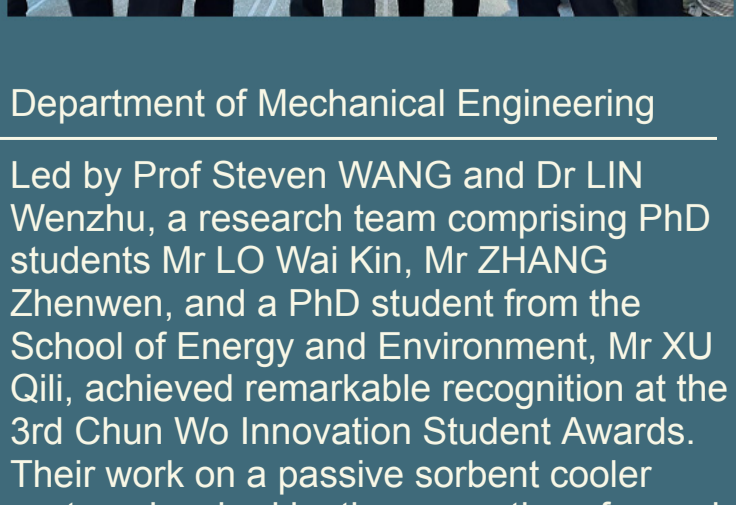 Department of Mechanical Engineering
Led by Prof Steven WANG and Dr LIN
Wenzhu, a research team comprising PhD
students Mr LO Wai Kin, Mr ZHANG
Zhenwen, and a PhD student from the
School of Energy and Environment, Mr XU
Qili, achieved remarkable recognition at the
3rd Chun Wo Innovation Student Awards.
Their work on a passive sorbent cooler